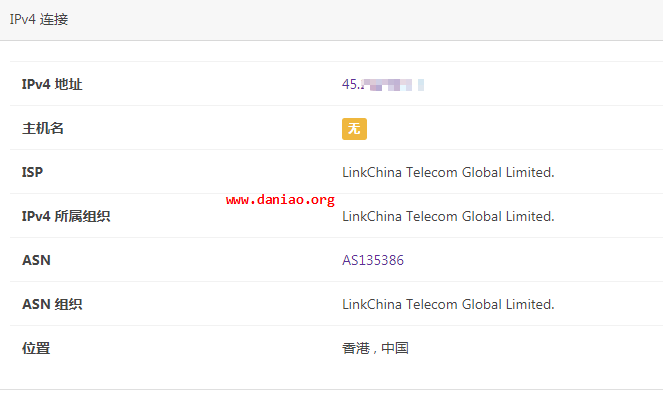 IPv4 连接
IPv4 地址 45.
主机名 无
ISP LinkChina Telecom Global Limited.
www.daniao.org
IPv4 所属组织 LinkChina Telecom Global Limited.
ASN AS135386
ASN 组织 LinkChina Telecom Global Limited.
位置 香港 , 中国